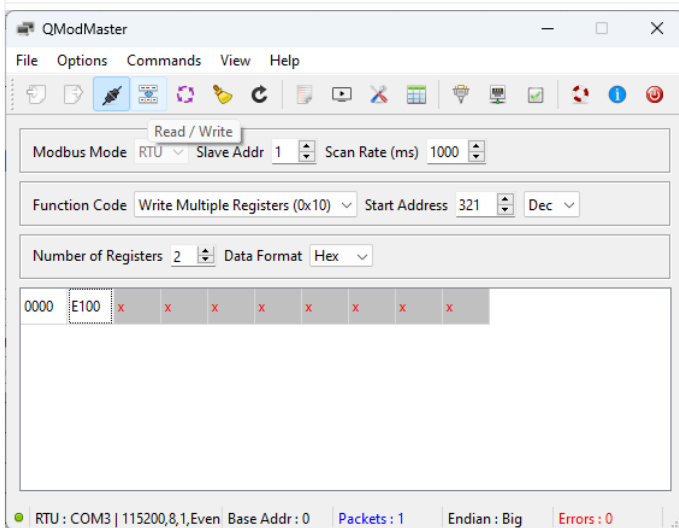 QModMaster
File Options Commands View Help
Read / Write
Modbus Mode RTU Slave Addr 1 Scan Rate (ms) 1000
Function Code Write Multiple Registers (0x10) Start Address 321 Dec
Number of Registers 2 Data Format Hex
0000 E100 x x x x x x x x
RTU : COM3 | 115200,8,1,Even Base Addr : 0 Packets : 1 Endian : Big Errors : 0